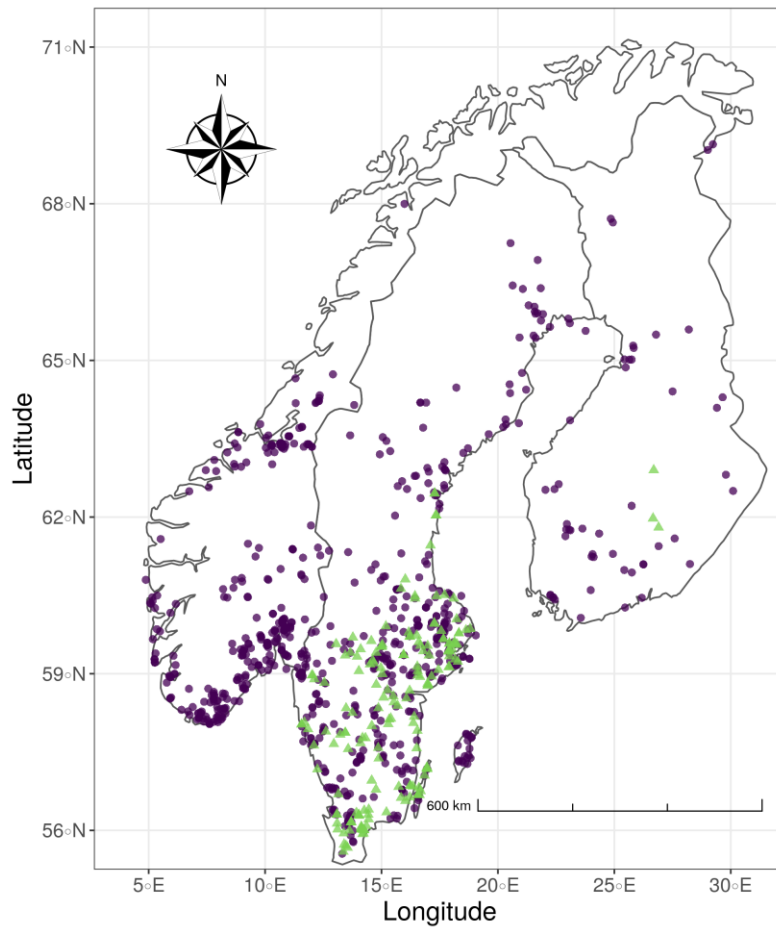 N
71◦N
68◦N
65◦N
62◦N
59◦N
56◦N
Latitude
600 km
5◦E
10◦E
15◦E
20◦E
25◦E
30◦E
Longitude